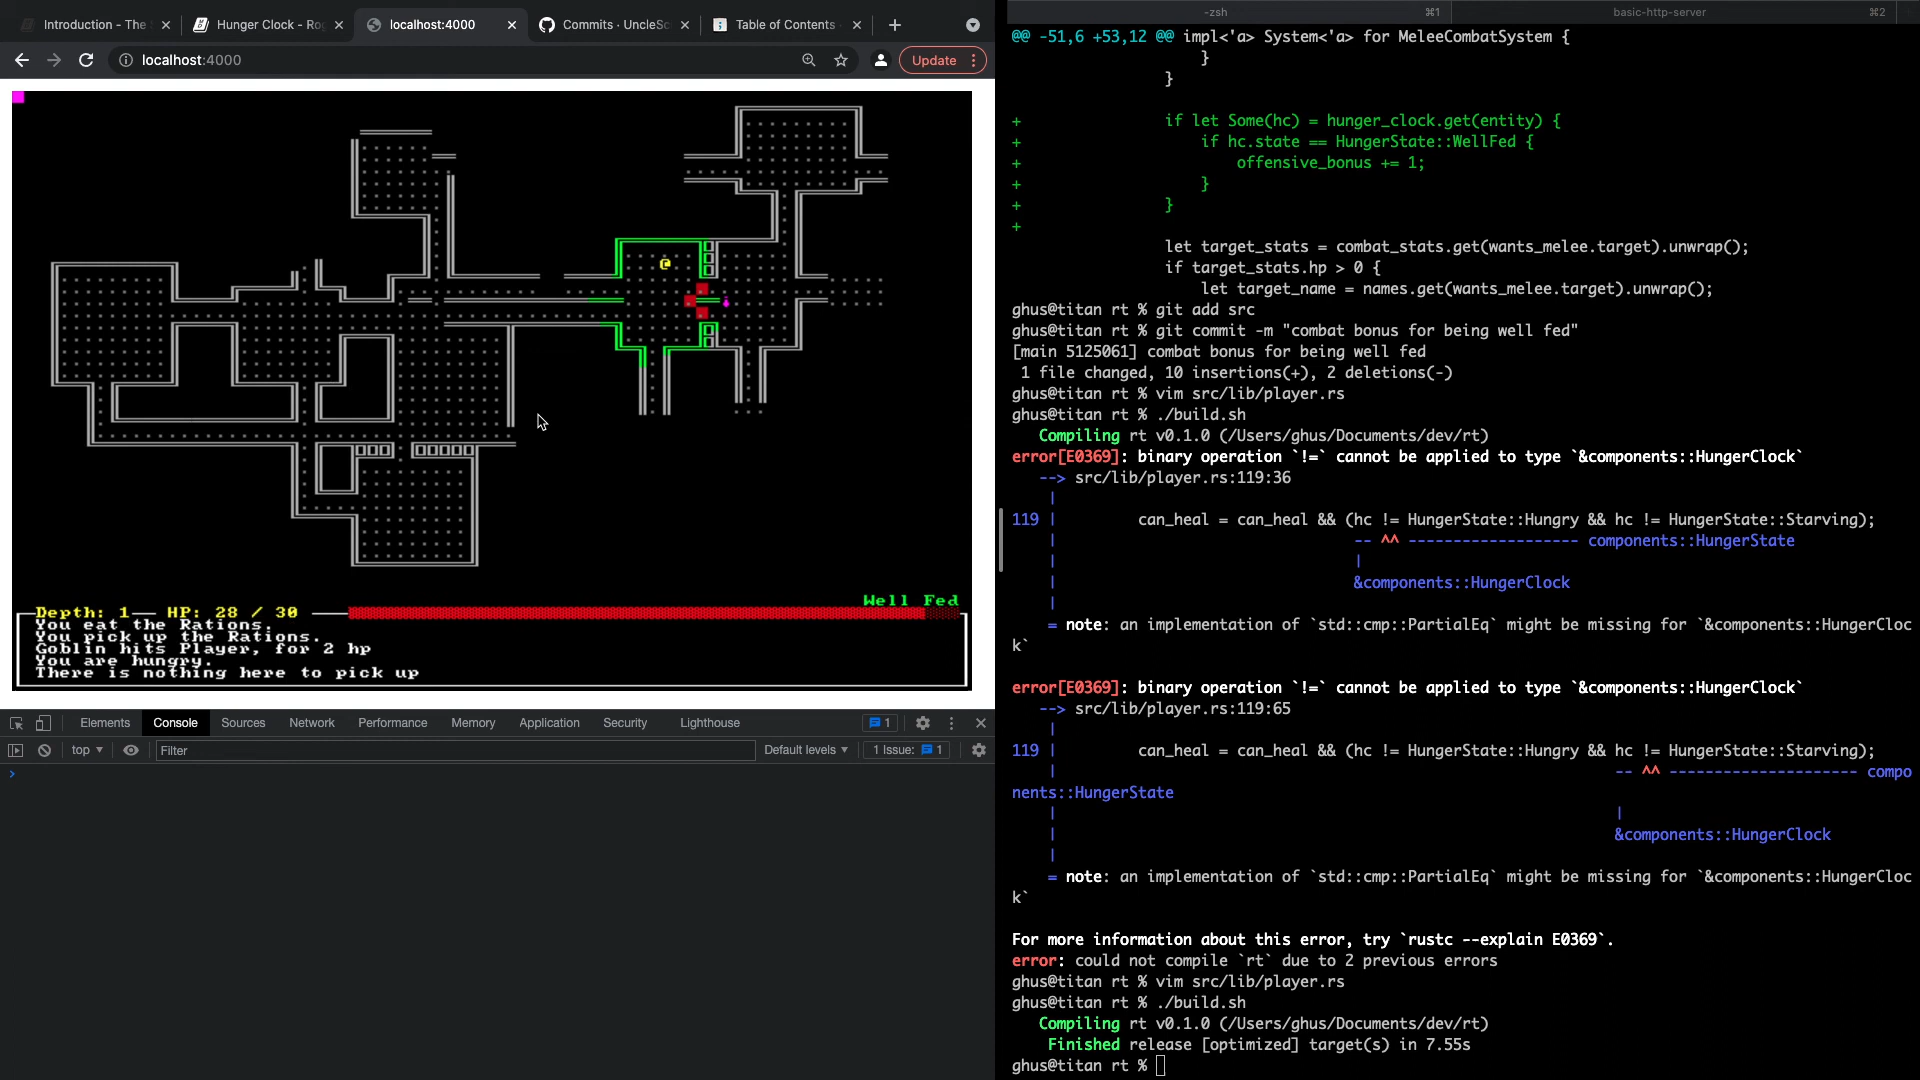 Introduction - The
Hunger Clock - Rog
localhost:4000
Commits · UncleSc
Table of Contents
localhost:4000
Update
Well Fed
Depth: 1 HP: 28 / 30
You eat the Rations.
You pick up the Rations.
Goblin hits Player, for 2 hp
You are hungry.
There is nothing here to pick up
Elements Console Sources Network Performance Memory Application Security Lighthouse 1
top Filter Default levels 1 Issue: 1
>
-zsh ⌘1 basic-http-server ⌘2
@@ -51,6 +53,12 @@ impl<'a> System<'a> for MeleeCombatSystem {
}
}
+ if let Some(hc) = hunger_clock.get(entity) {
+ if hc.state == HungerState::WellFed {
+ offensive_bonus += 1;
+ }
+ }
+
let target_stats = combat_stats.get(wants_melee.target).unwrap();
if target_stats.hp > 0 {
let target_name = names.get(wants_melee.target).unwrap();
ghus@titan rt % git add src
ghus@titan rt % git commit -m "combat bonus for being well fed"
[main 5125061] combat bonus for being well fed
1 file changed, 10 insertions(+), 2 deletions(-)
ghus@titan rt % vim src/lib/player.rs
ghus@titan rt % ./build.sh
Compiling rt v0.1.0 (/Users/ghus/Documents/dev/rt)
error[E0369]: binary operation `!=` cannot be applied to type `&components::HungerClock`
--> src/lib/player.rs:119:36
|
119 | can_heal = can_heal && (hc != HungerState::Hungry && hc != HungerState::Starving);
| -- ^^ ------------------- components::HungerState
| |
| &components::HungerClock
|
= note: an implementation of `std::cmp::PartialEq` might be missing for `&components::HungerCloc
k`
error[E0369]: binary operation `!=` cannot be applied to type `&components::HungerClock`
--> src/lib/player.rs:119:65
|
119 | can_heal = can_heal && (hc != HungerState::Hungry && hc != HungerState::Starving);
| -- ^^ --------------------- compo
nents::HungerState
| |
| &components::HungerClock
|
= note: an implementation of `std::cmp::PartialEq` might be missing for `&components::HungerCloc
k`
For more information about this error, try `rustc --explain E0369`.
error: could not compile `rt` due to 2 previous errors
ghus@titan rt % vim src/lib/player.rs
ghus@titan rt % ./build.sh
Compiling rt v0.1.0 (/Users/ghus/Documents/dev/rt)
Finished release [optimized] target(s) in 7.55s
ghus@titan rt %